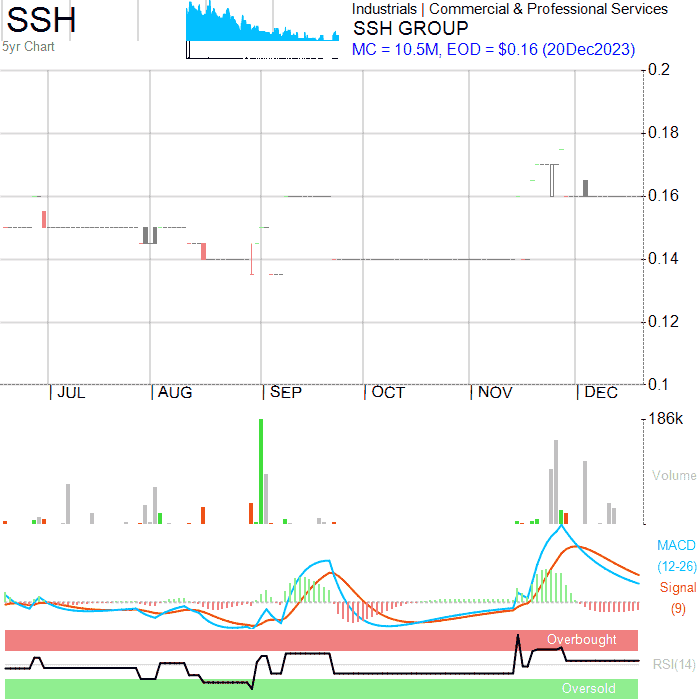 SSH
5yr Chart
Industrials | Commercial & Professional Services
SSH GROUP
MC = 10.5M, EOD = $0.16 (20Dec2023)
0.2
0.18
0.16
0.14
0.12
0.1
JUL AUG SEP OCT NOV DEC
186k
Volume
MACD
(12-26)
Signal
(9)
Overbought
RSI(14)
Oversold